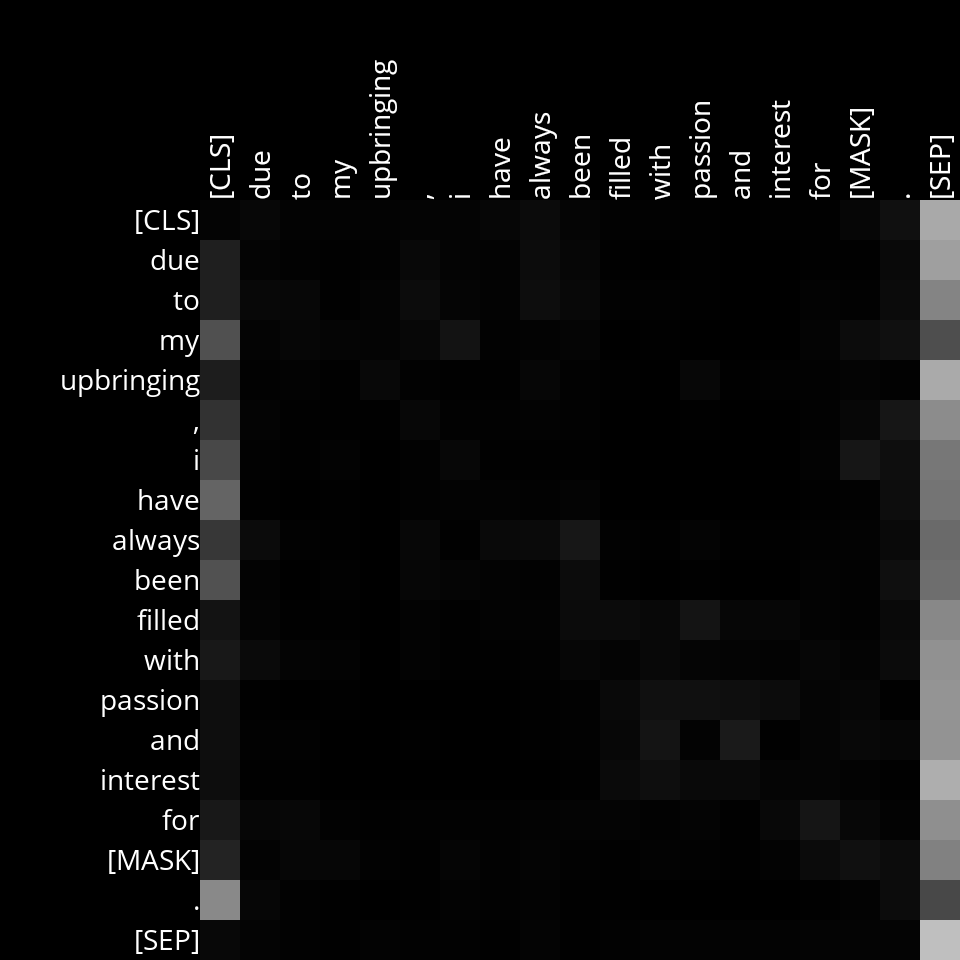 [CLS] due to my upbringing , i have always been filled with passion and interest for [MASK] . [SEP]
[CLS]
due
to
my
upbringing
,
i
have
always
been
filled
with
passion
and
interest
for
[MASK]
.
[SEP]